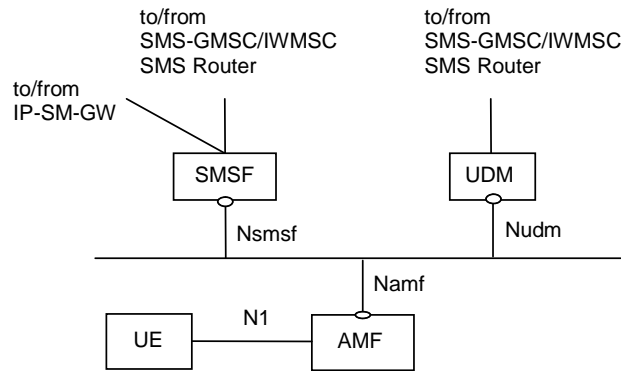 to/from
SMS-GMSC/IWMSC
SMS Router
to/from
SMS-GMSC/IWMSC
SMS Router
to/from
IP-SM-GW
SMSF
UDM
Nsmsf
Nudm
Namf
N1
UE
AMF